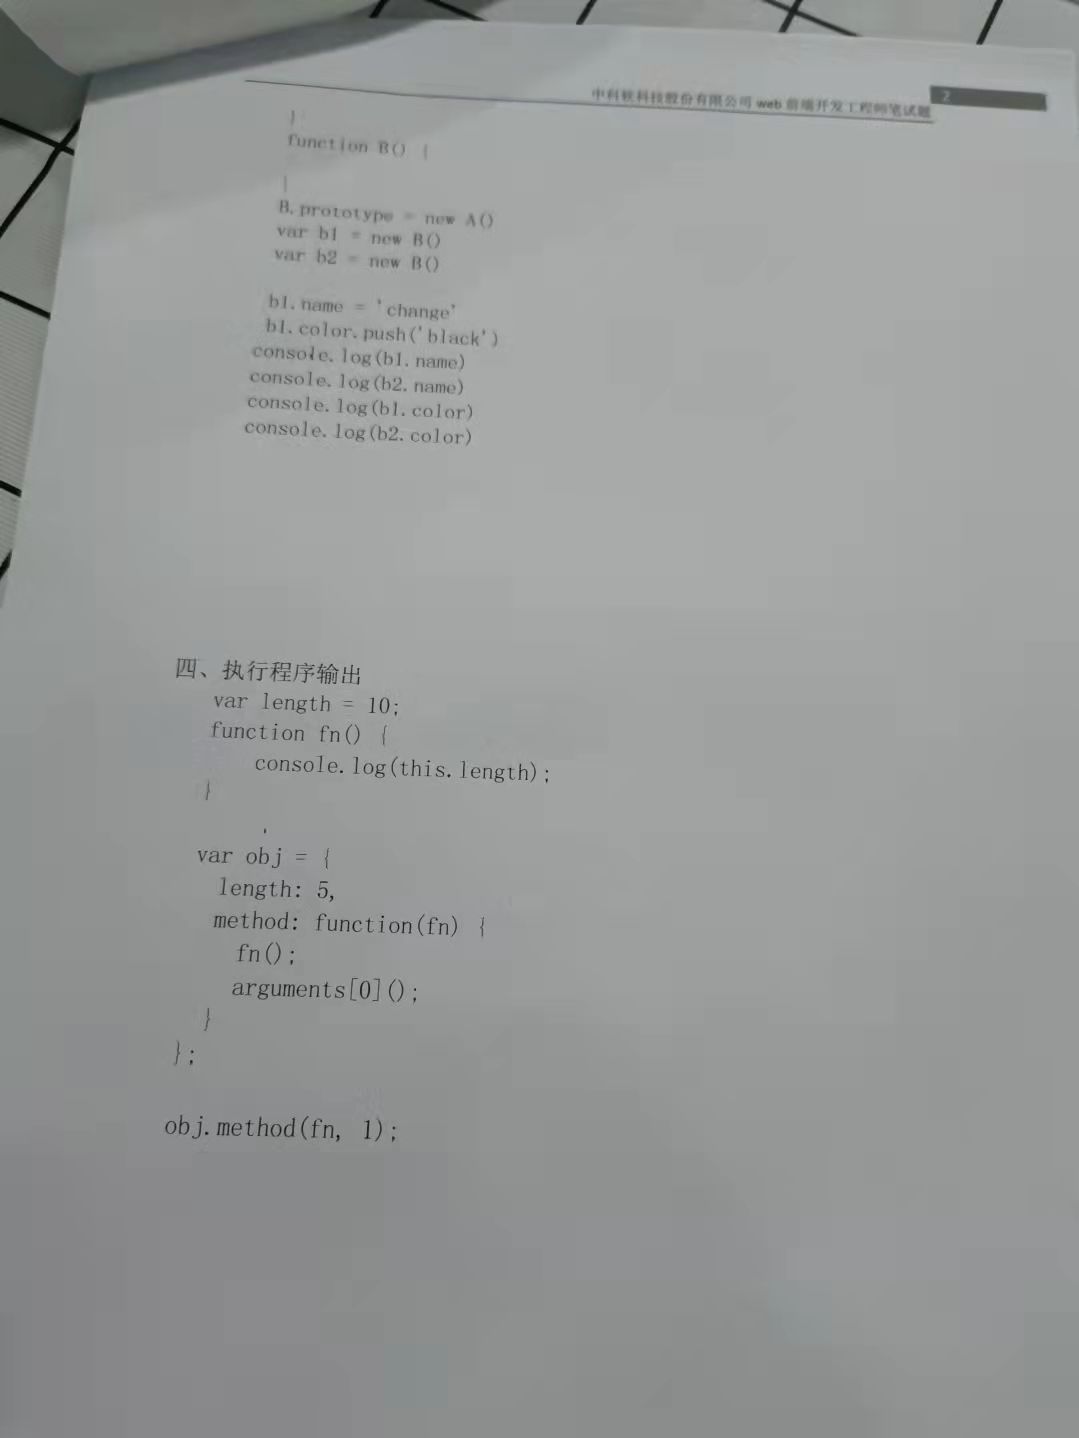 中科软科技股份有限公司 web 前端开发工程师笔试题 2
}
function B() {
}
B.prototype = new A()
var b1 = new B()
var b2 = new B()
b1.name = 'change'
b1.color.push('black')
console.log(b1.name)
console.log(b2.name)
console.log(b1.color)
console.log(b2.color)
四、执行程序输出
var length = 10;
function fn() {
console.log(this.length);
}
var obj = {
length: 5,
method: function(fn) {
fn();
arguments[0]();
}
};
obj.method(fn, 1);